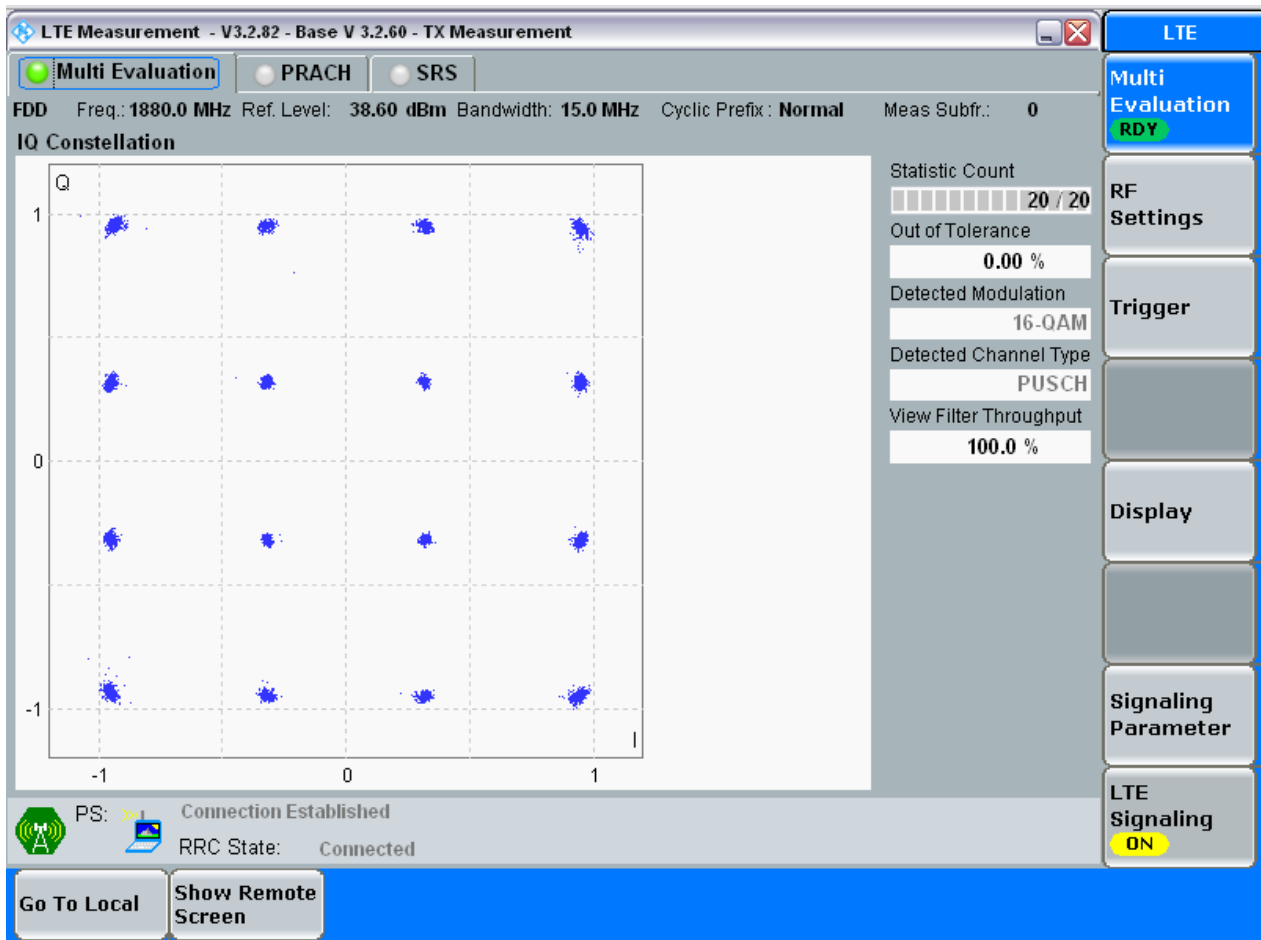 LTE Measurement - V3.2.82 - Base V 3.2.60 - TX Measurement
LTE
Multi Evaluation PRACH SRS
FDD Freq.: 1880.0 MHz Ref. Level: 38.60 dBm Bandwidth: 15.0 MHz Cyclic Prefix : Normal Meas Subfr.: 0
IQ Constellation
Q
1
0
-1
I
-1 0 1
Statistic Count
20 / 20
Out of Tolerance
0.00 %
Detected Modulation
16-QAM
Detected Channel Type
PUSCH
View Filter Throughput
100.0 %
Multi
Evaluation
RDY
RF
Settings
Trigger
Display
Signaling
Parameter
LTE
Signaling
ON
PS: Connection Established
RRC State: Connected
Go To Local
Show Remote
Screen